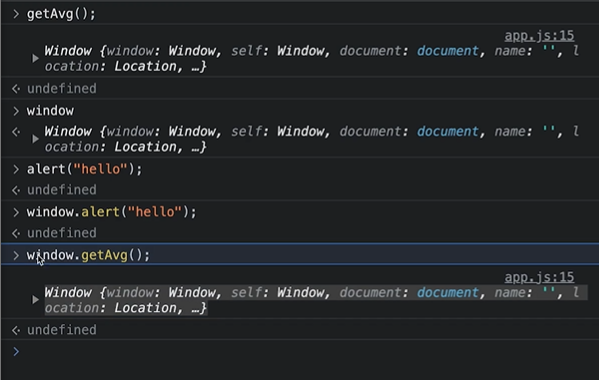 > getAvg();
app.js:15
▶ Window {window: Window, self: Window, document: document, name: '', l
ocation: Location, …}
<· undefined
> window
<· ▶ Window {window: Window, self: Window, document: document, name: '', l
ocation: Location, …}
> alert("hello");
<· undefined
> window.alert("hello");
<· undefined
> window.getAvg();
app.js:15
▶ Window {window: Window, self: Window, document: document, name: '', l
ocation: Location, …}
<· undefined
>